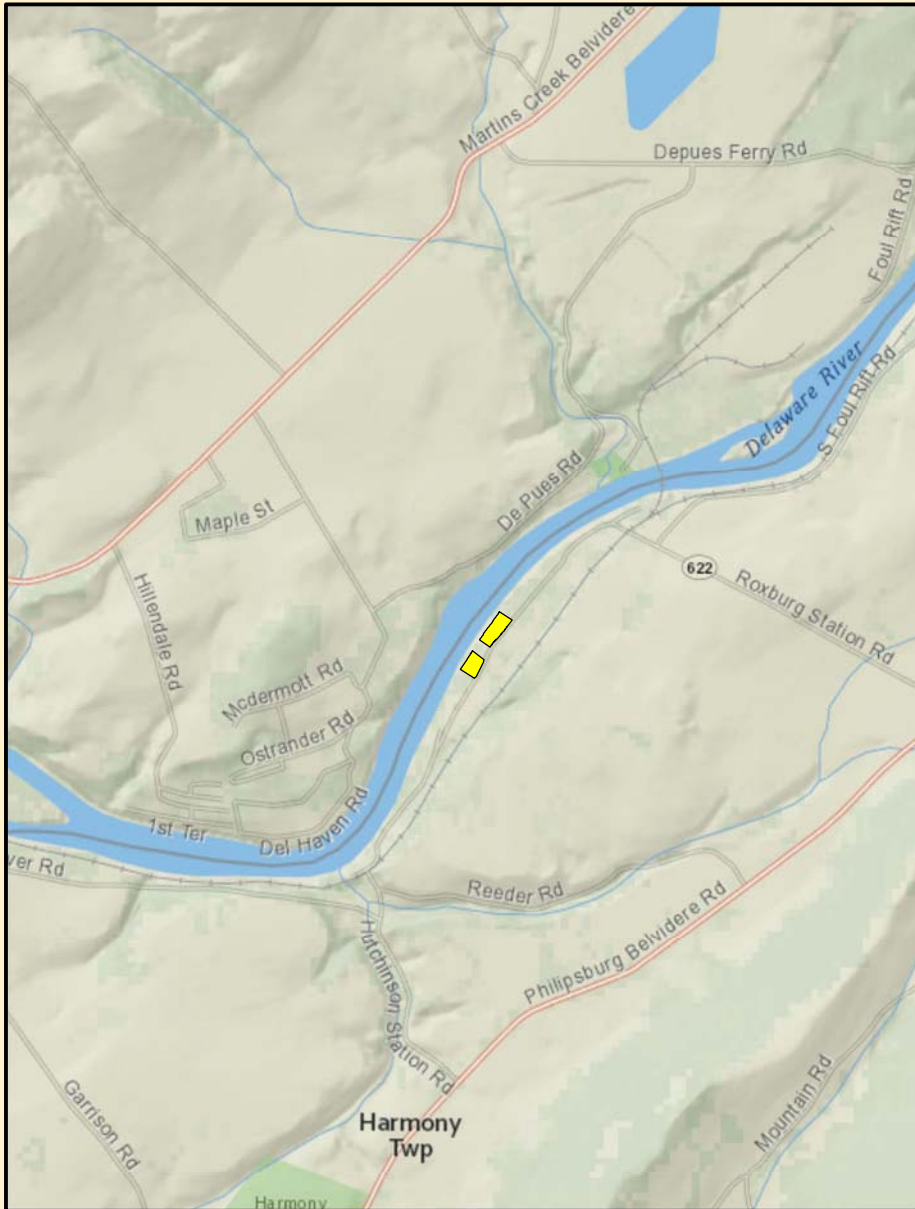 Martins Creek Belvidere
Depues Ferry Rd
Foul Rift Rd
Delaware River
S Foul Rift Rd
De Pues Rd
Maple St
622
Roxburg Station Rd
Hillendale Rd
Mcdermott Rd
Ostrander Rd
1st Ter
Del Haven Rd
ver Rd
Reeder Rd
Philipsburg Belvidere Rd
Hutchinson Station Rd
Mountain Rd
Garrison Rd
Harmony
Twp
Harmony